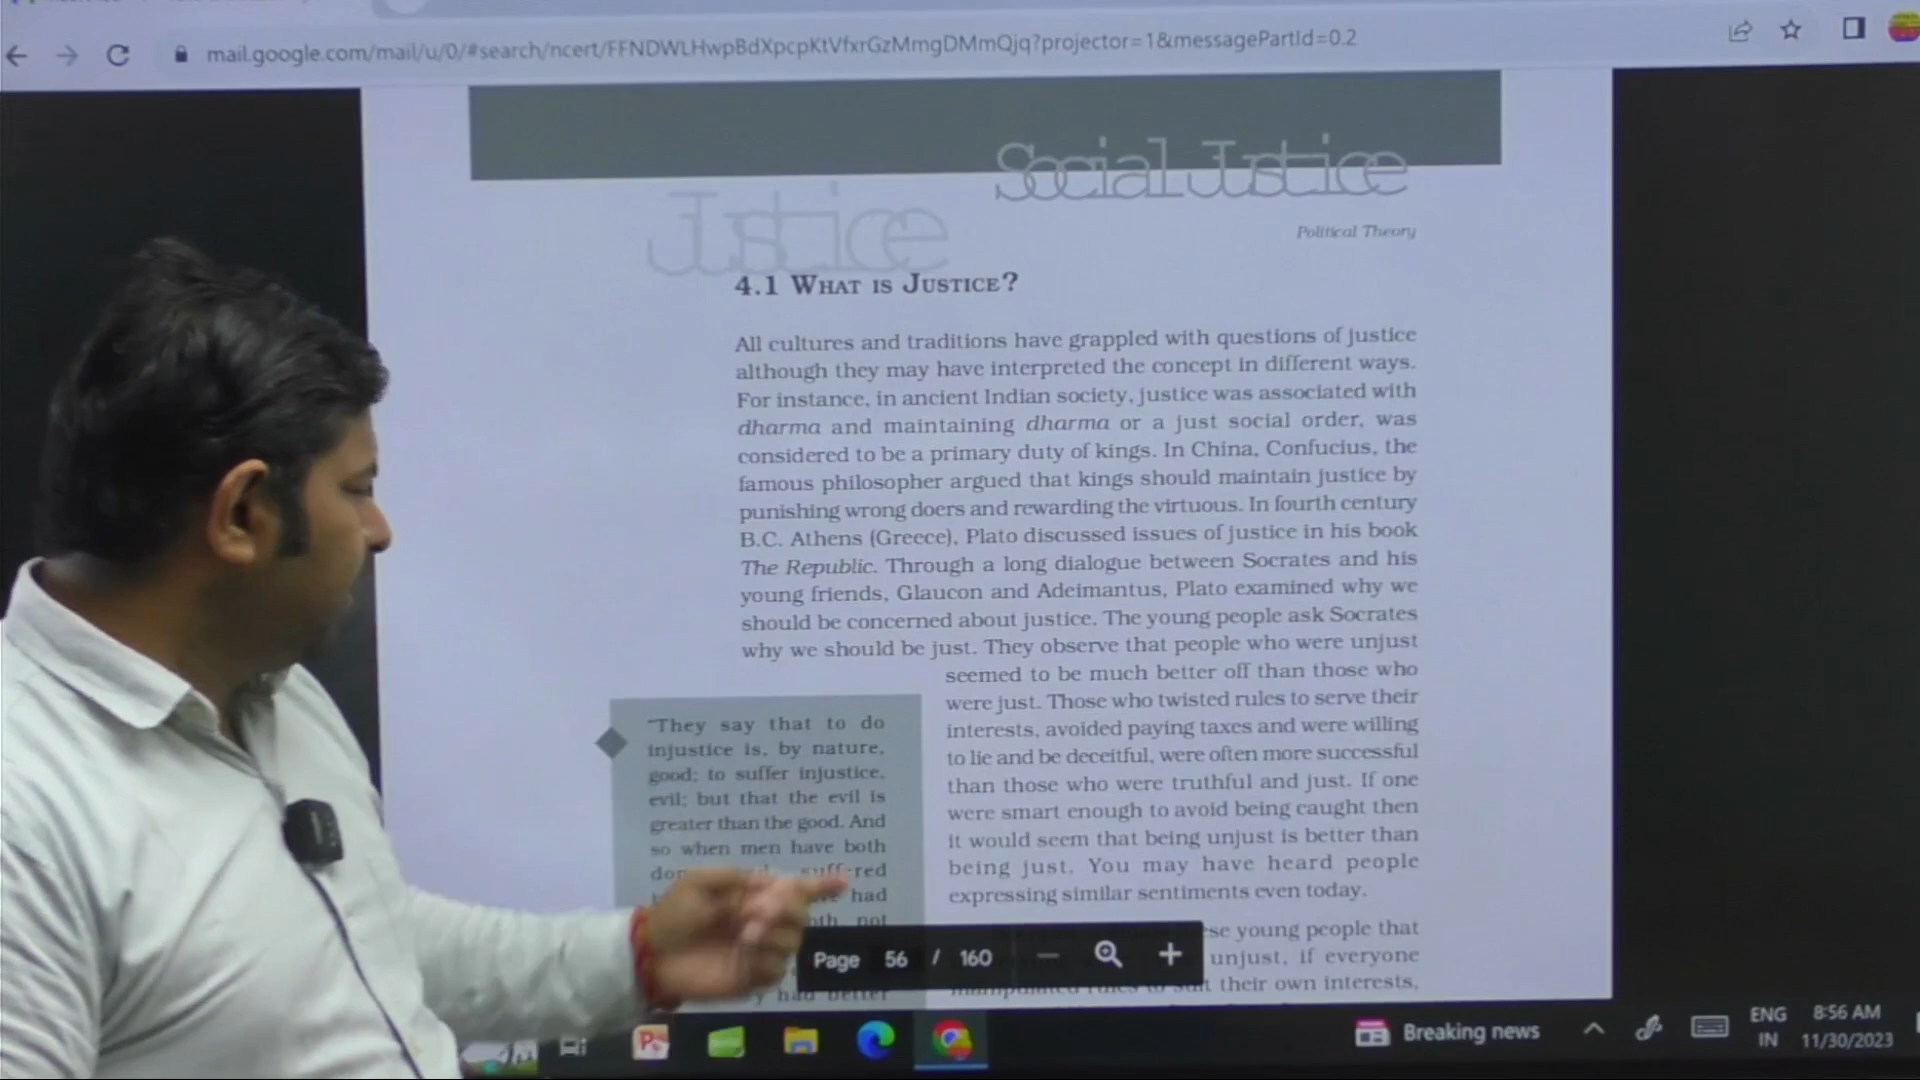 mail.google.com/mail/u/0/#search/ncert/FFNDWLHwpBdXpcpKtVfxrGzMmgDMmQjq?projector=1&messagePartId=0.2
Social Justice
Justice
Political Theory
4.1 WHAT IS JUSTICE?
All cultures and traditions have grappled with questions of justice
although they may have interpreted the concept in different ways.
For instance, in ancient Indian society, justice was associated with
dharma and maintaining dharma or a just social order, was
considered to be a primary duty of kings. In China, Confucius, the
famous philosopher argued that kings should maintain justice by
punishing wrong doers and rewarding the virtuous. In fourth century
B.C. Athens (Greece), Plato discussed issues of justice in his book
The Republic. Through a long dialogue between Socrates and his
young friends, Glaucon and Adeimantus, Plato examined why we
should be concerned about justice. The young people ask Socrates
why we should be just. They observe that people who were unjust
seemed to be much better off than those who
were just. Those who twisted rules to serve their
interests, avoided paying taxes and were willing
to lie and be deceitful, were often more successful
than those who were truthful and just. If one
were smart enough to avoid being caught then
it would seem that being unjust is better than
being just. You may have heard people
expressing similar sentiments even today.
se young people that
unjust, if everyone
their own interests,
"They say that to do
injustice is, by nature,
good; to suffer injustice,
evil; but that the evil is
greater than the good. And
so when men have both
suffered
had
not
had better
Page 56 / 160
Breaking news
ENG
IN
8:56 AM
11/30/2023